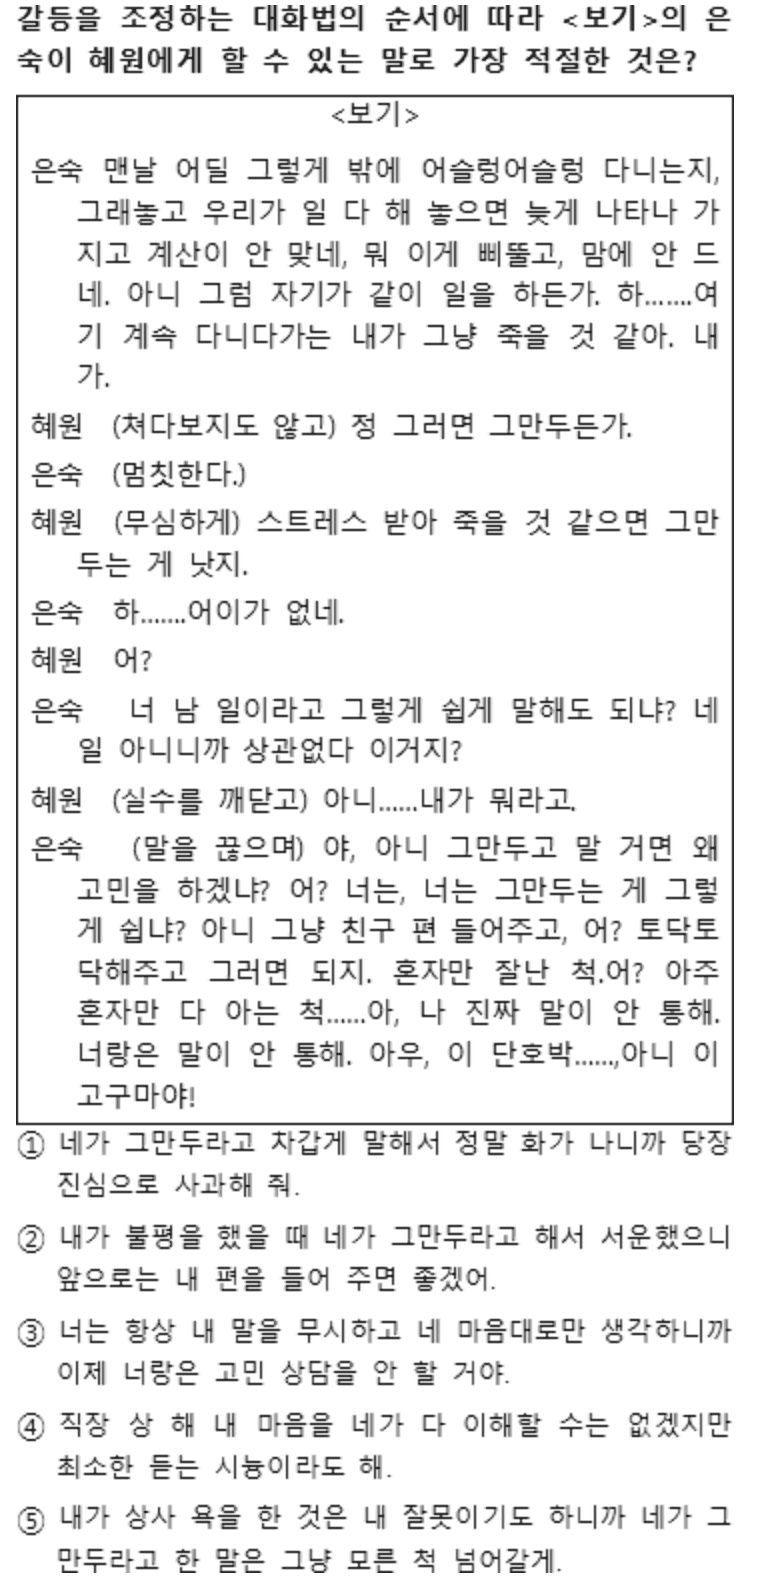 갈등을 조정하는 대화법의 순서에 따라 <보기>의 은
숙이 혜원에게 할 수 있는 말로 가장 적절한 것은?
<보기>
은숙 맨날 어딜 그렇게 밖에 어슬렁어슬렁 다니는지,
그래놓고 우리가 일 다 해 놓으면 늦게 나타나 가
지고 계산이 안 맞네, 뭐 이게 삐뚤고, 맘에 안 드
네. 아니 그럼 자기가 같이 일을 하든가. 하.......여
기 계속 다니다가는 내가 그냥 죽을 것 같아. 내
가.
혜원 (쳐다보지도 않고) 정 그러면 그만두든가.
은숙 (멈칫한다.)
혜원 (무심하게) 스트레스 받아 죽을 것 같으면 그만
두는 게 낫지.
은숙 하.......어이가 없네.
혜원 어?
은숙 너 남 일이라고 그렇게 쉽게 말해도 되냐? 네
일 아니니까 상관없다 이거지?
혜원 (실수를 깨닫고) 아니......내가 뭐라고.
은숙 (말을 끊으며) 야, 아니 그만두고 말 거면 왜
고민을 하겠냐? 어? 너는, 너는 그만두는 게 그렇
게 쉽냐? 아니 그냥 친구 편 들어주고, 어? 토닥토
닥해주고 그러면 되지. 혼자만 잘난 척.어? 아주
혼자만 다 아는 척......아, 나 진짜 말이 안 통해.
너랑은 말이 안 통해. 아우, 이 단호박......,아니 이
고구마야!
① 네가 그만두라고 차갑게 말해서 정말 화가 나니까 당장
진심으로 사과해 줘.
② 내가 불평을 했을 때 네가 그만두라고 해서 서운했으니
앞으로는 내 편을 들어 주면 좋겠어.
③ 너는 항상 내 말을 무시하고 네 마음대로만 생각하니까
이제 너랑은 고민 상담을 안 할 거야.
④ 직장 상 해 내 마음을 네가 다 이해할 수는 없겠지만
최소한 듣는 시늉이라도 해.
⑤ 내가 상사 욕을 한 것은 내 잘못이기도 하니까 네가 그
만두라고 한 말은 그냥 모른 척 넘어갈게.